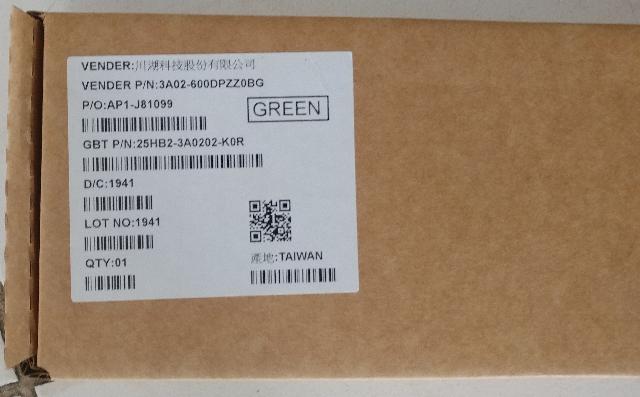 VENDER:川湖科技股份有限公司
VENDER P/N:3A02-600DPZZ0BG
P/O:AP1-J81099
GREEN
GBT P/N:25HB2-3A0202-K0R
D/C:1941
LOT NO:1941
QTY:01
產地:TAIWAN